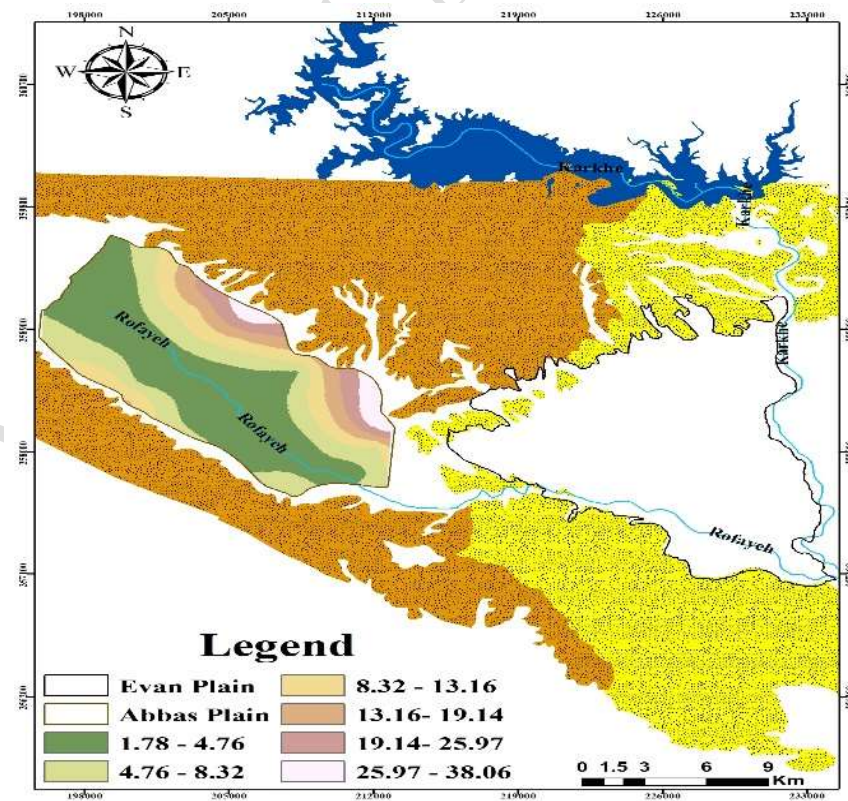 198000 205000 212000 219000 226000 233000
N
W E
S
Karkhe
Karkhe
Karkhe
Rofayeh
Rofayeh
Rofayeh
Legend
Evan Plain
Abbas Plain
1.78 - 4.76
4.76 - 8.32
8.32 - 13.16
13.16- 19.14
19.14- 25.97
25.97 - 38.06
0 1.5 3 6 9
Km
198000 205000 212000 219000 226000 233000